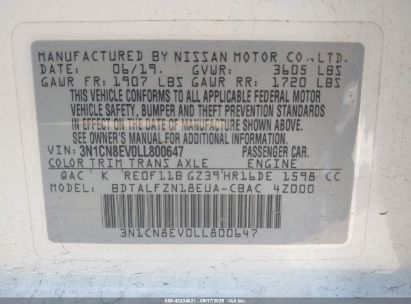 MANUFACTURED BY NISSAN MOTOR CO., LTD.
DATE: 06/19. GVWR: 3605 LBS
GAWR FR: 1907 LBS GAWR RR: 1720 LBS
THIS VEHICLE CONFORMS TO ALL APPLICABLE FEDERAL MOTOR
VEHICLE SAFETY, BUMPER AND THEFT PREVENTION STANDARDS
IN EFFECT ON THE DATE OF MANUFACTURE SHOWN ABOVE.
SEE OWNERS MANUAL FOR ADDITIONAL INFORMATION.
VIN: 3N1CN8EV0LL800647 PASSENGER CAR.
COLOR TRIM TRANS AXLE ENGINE
QAC K RE0F11B GZ39 HR16DE 1598 CC
MODEL: BDTALFZN18EUA-CBAC 4Z000
3N1CN8EV0LL800647